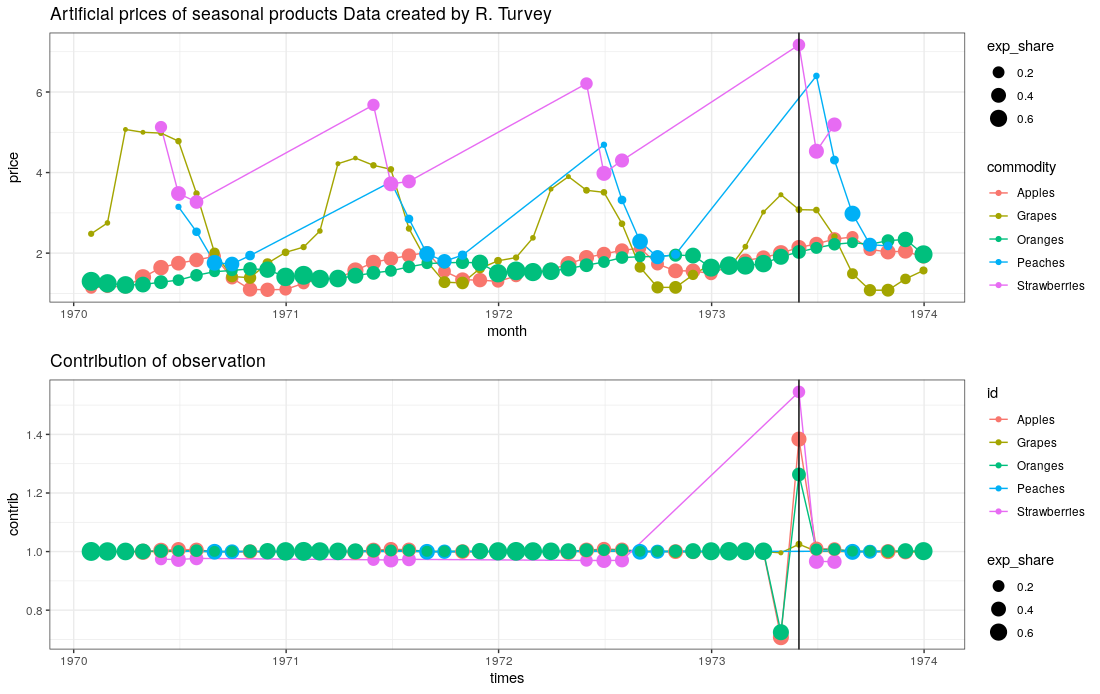 Artificial prices of seasonal products Data created by R. Turvey
6
4
2
price
1970
1971
1972
1973
1974
month
exp_share
0.2
0.4
0.6
commodity
Apples
Grapes
Oranges
Peaches
Strawberries
Contribution of observation
1.4
1.2
1.0
0.8
contrib
1970
1971
1972
1973
1974
times
id
Apples
Grapes
Oranges
Peaches
Strawberries
exp_share
0.2
0.4
0.6